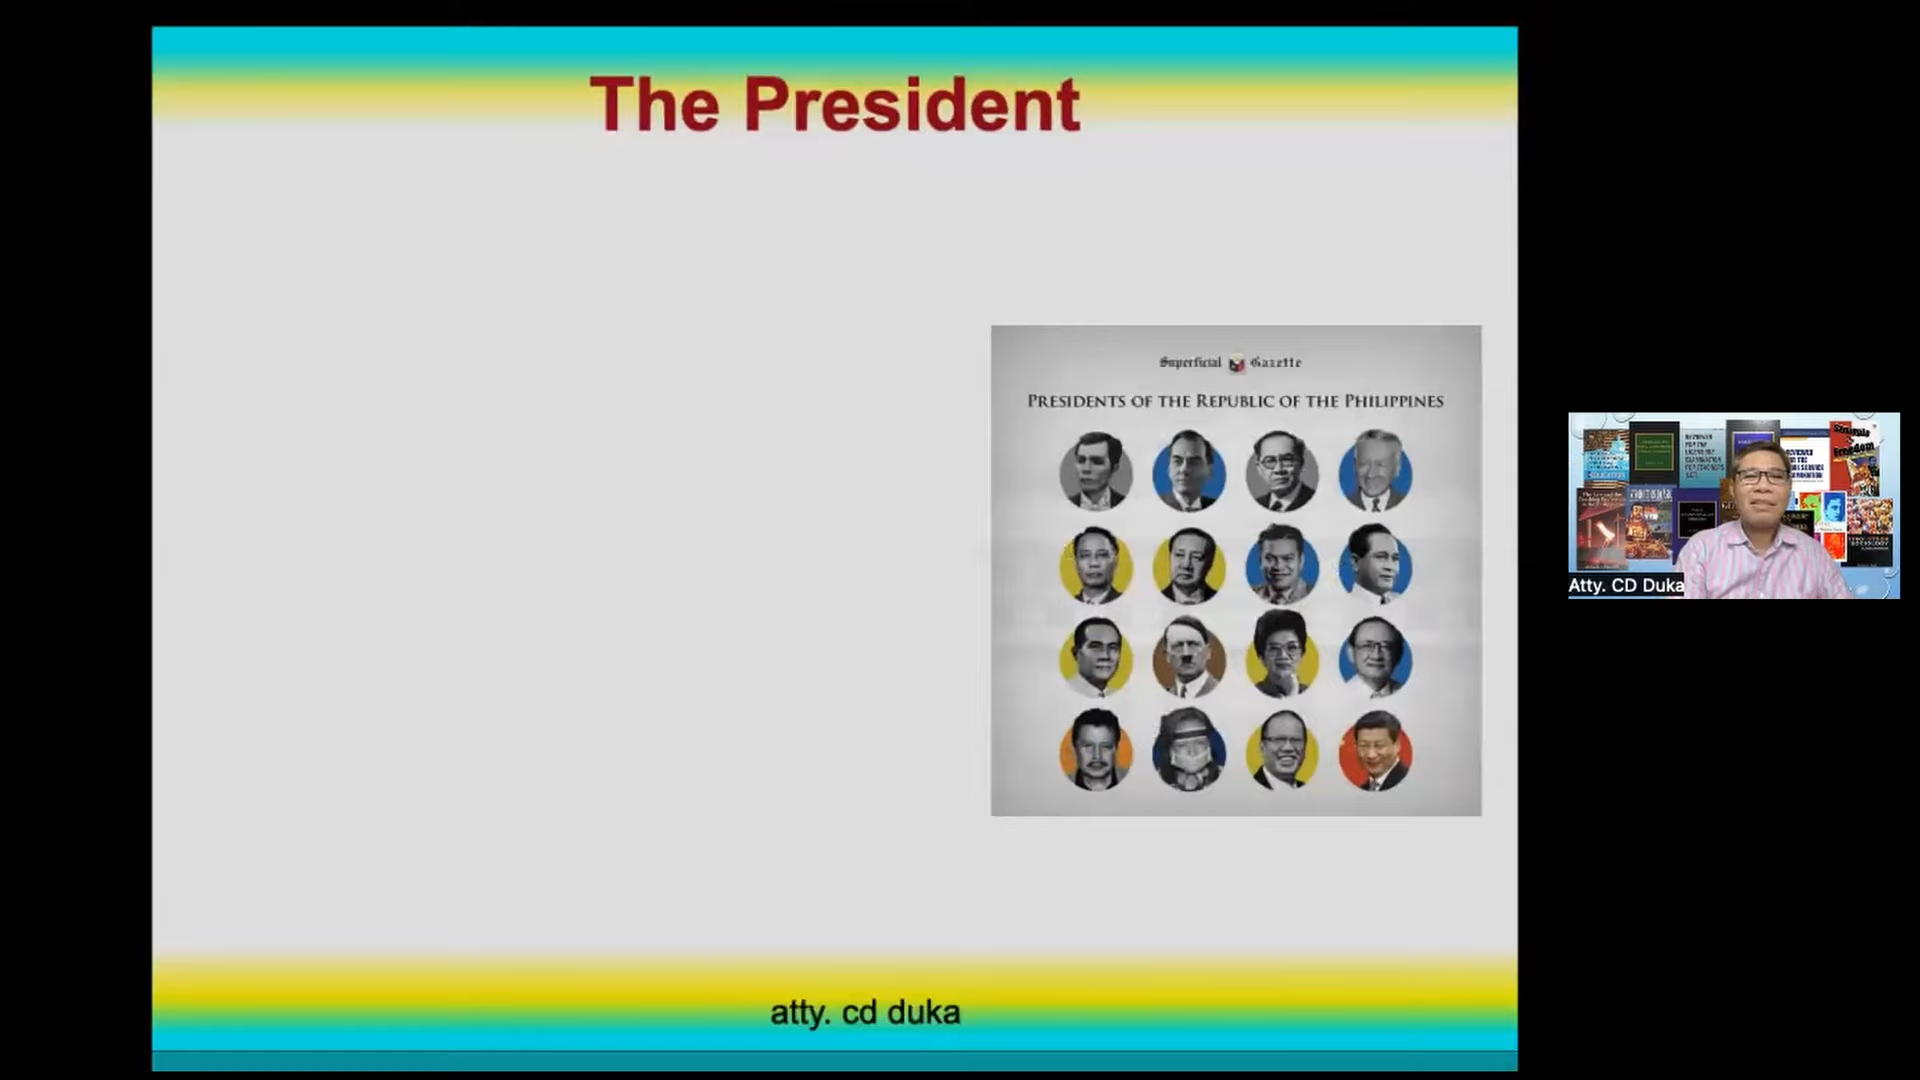 The President
Superficial Gazette
PRESIDENTS OF THE REPUBLIC OF THE PHILIPPINES
Atty. CD Duka
atty. cd duka